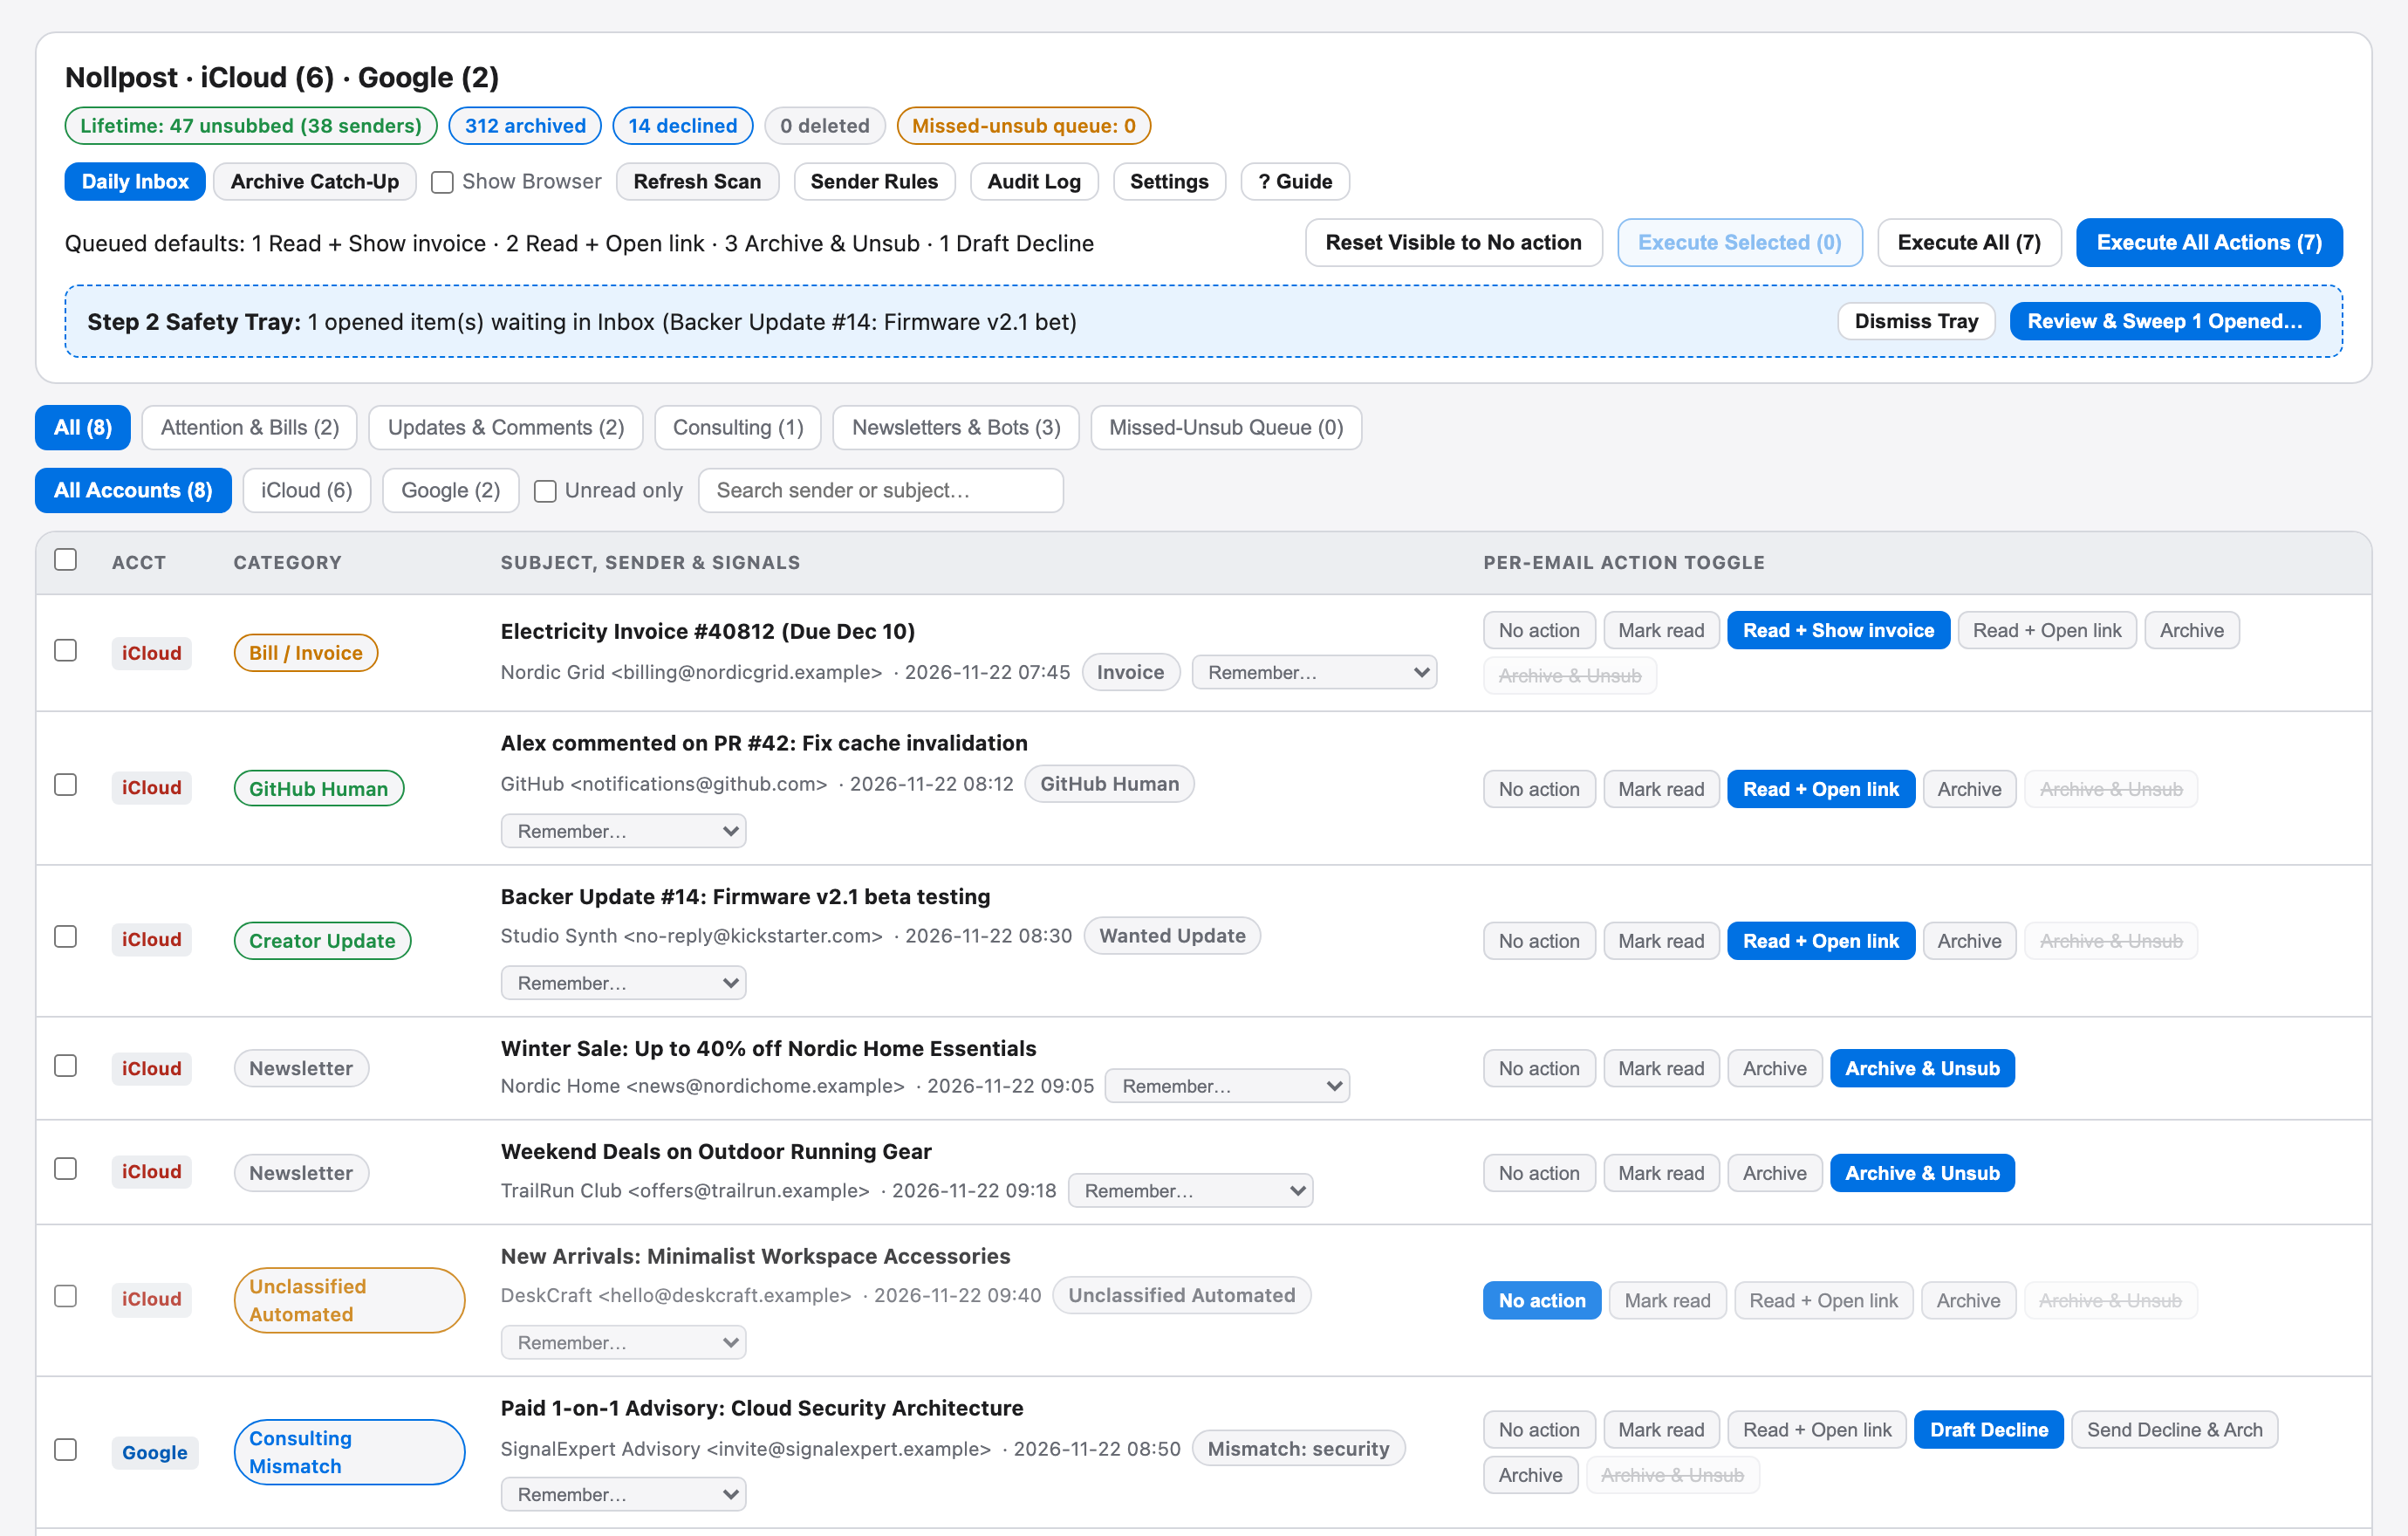 Nollpost · iCloud (6) · Google (2)
Lifetime: 47 unsubbed (38 senders) 312 archived 14 declined 0 deleted Missed-unsub queue: 0
Daily Inbox Archive Catch-Up Show Browser Refresh Scan Sender Rules Audit Log Settings ? Guide
Queued defaults: 1 Read + Show invoice · 2 Read + Open link · 3 Archive & Unsub · 1 Draft Decline Reset Visible to No action Execute Selected (0) Execute All (7) Execute All Actions (7)
Step 2 Safety Tray: 1 opened item(s) waiting in Inbox (Backer Update #14: Firmware v2.1 bet) Dismiss Tray Review & Sweep 1 Opened...
All (8) Attention & Bills (2) Updates & Comments (2) Consulting (1) Newsletters & Bots (3) Missed-Unsub Queue (0)
All Accounts (8) iCloud (6) Google (2) Unread only Search sender or subject...
ACCT CATEGORY SUBJECT, SENDER & SIGNALS PER-EMAIL ACTION TOGGLE
iCloud Bill / Invoice
Electricity Invoice #40812 (Due Dec 10)
Nordic Grid <billing@nordicgrid.example> · 2026-11-22 07:45 Invoice Remember...
No action Mark read Read + Show invoice Read + Open link Archive
Archive & Unsub
iCloud GitHub Human
Alex commented on PR #42: Fix cache invalidation
GitHub <notifications@github.com> · 2026-11-22 08:12 GitHub Human
Remember...
No action Mark read Read + Open link Archive Archive & Unsub
iCloud Creator Update
Backer Update #14: Firmware v2.1 beta testing
Studio Synth <no-reply@kickstarter.com> · 2026-11-22 08:30 Wanted Update
Remember...
No action Mark read Read + Open link Archive Archive & Unsub
iCloud Newsletter
Winter Sale: Up to 40% off Nordic Home Essentials
Nordic Home <news@nordichome.example> · 2026-11-22 09:05 Remember...
No action Mark read Archive Archive & Unsub
iCloud Newsletter
Weekend Deals on Outdoor Running Gear
TrailRun Club <offers@trailrun.example> · 2026-11-22 09:18 Remember...
No action Mark read Archive Archive & Unsub
iCloud Unclassified
Automated
New Arrivals: Minimalist Workspace Accessories
DeskCraft <hello@deskcraft.example> · 2026-11-22 09:40 Unclassified Automated
Remember...
No action Mark read Read + Open link Archive Archive & Unsub
Google Consulting
Mismatch
Paid 1-on-1 Advisory: Cloud Security Architecture
SignalExpert Advisory <invite@signalexpert.example> · 2026-11-22 08:50 Mismatch: security
Remember...
No action Mark read Read + Open link Draft Decline Send Decline & Arch
Archive Archive & Unsub